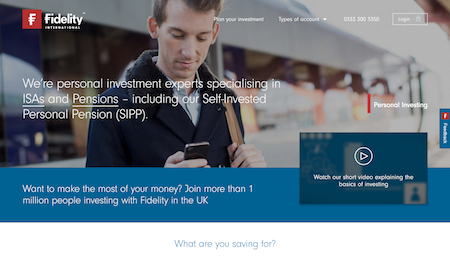 Fidelity
INTERNATIONAL
Plan your investment
Types of account
0333 300 3350
Login
We're personal investment experts specialising in
ISAs and Pensions – including our Self-Invested
Personal Pension (SIPP).
Personal Investing
Feedback
Want to make the most of your money? Join more than 1
million people investing with Fidelity in the UK
Watch our short video explaining the
basics of investing
What are you saving for?